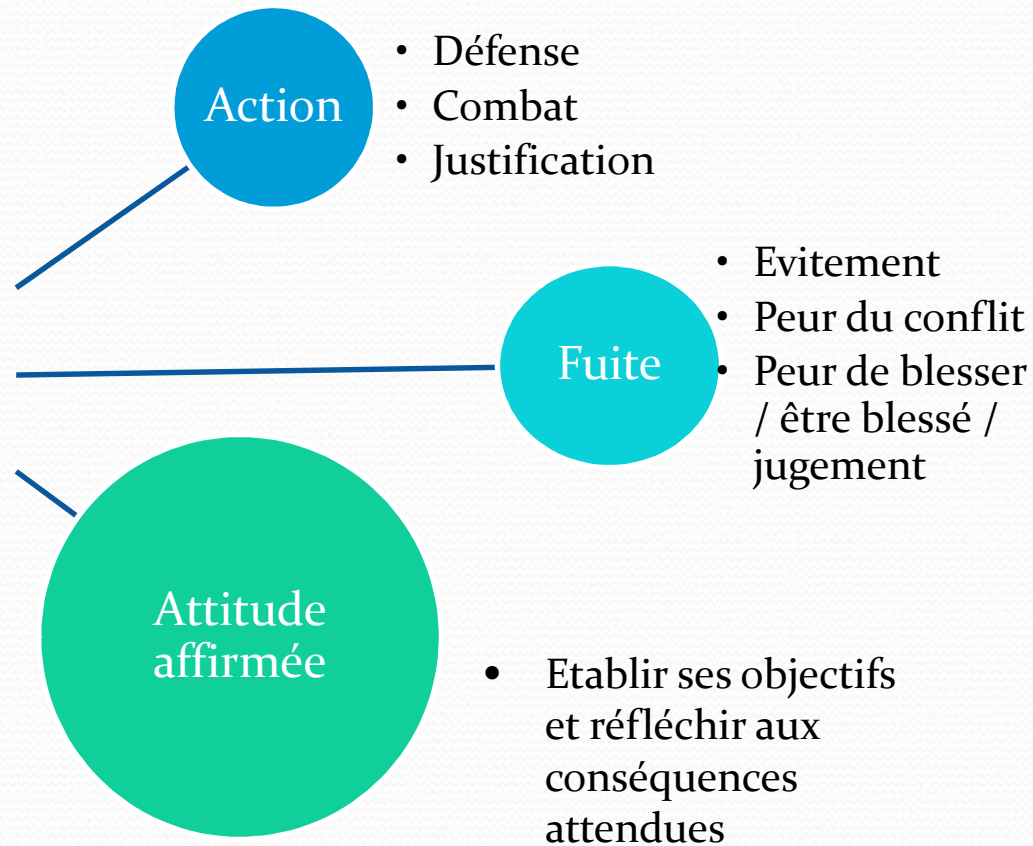 Action
• Défense
• Combat
• Justification
Fuite
• Evitement
• Peur du conflit
• Peur de blesser
/ être blessé /
jugement
Attitude
affirmée
• Etablir ses objectifs
et réfléchir aux
conséquences
attendues